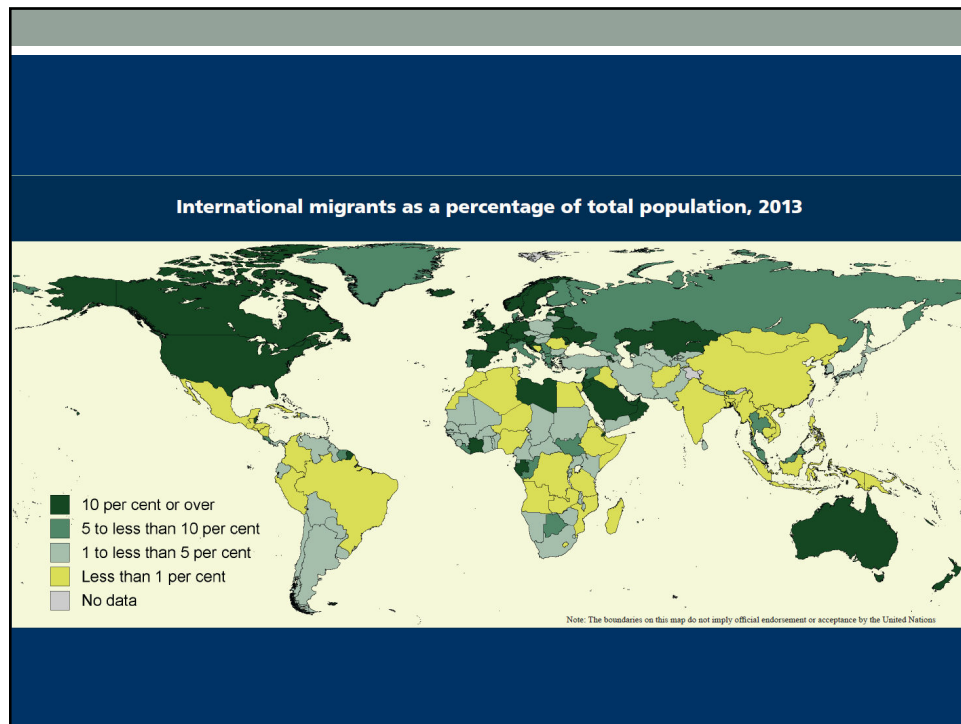 International migrants as a percentage of total population, 2013
10 per cent or over
5 to less than 10 per cent
1 to less than 5 per cent
Less than 1 per cent
No data
Note: The boundaries on this map do not imply official endorsement or acceptance by the United Nations